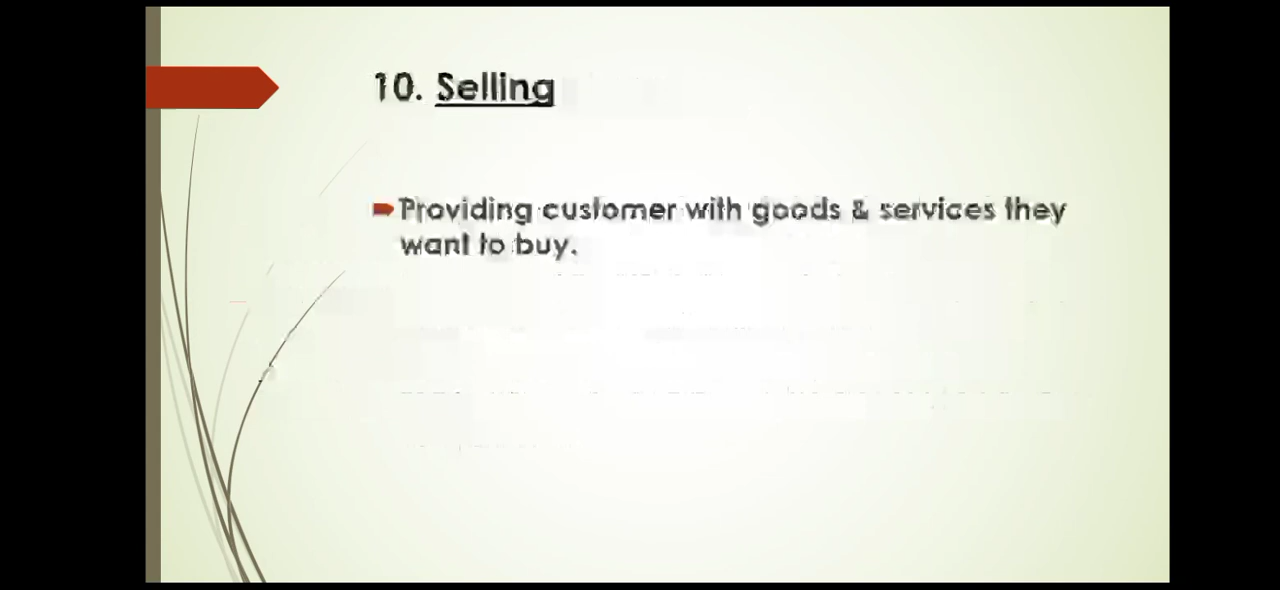 10. Selling
Providing customer with goods & services they
want to buy.